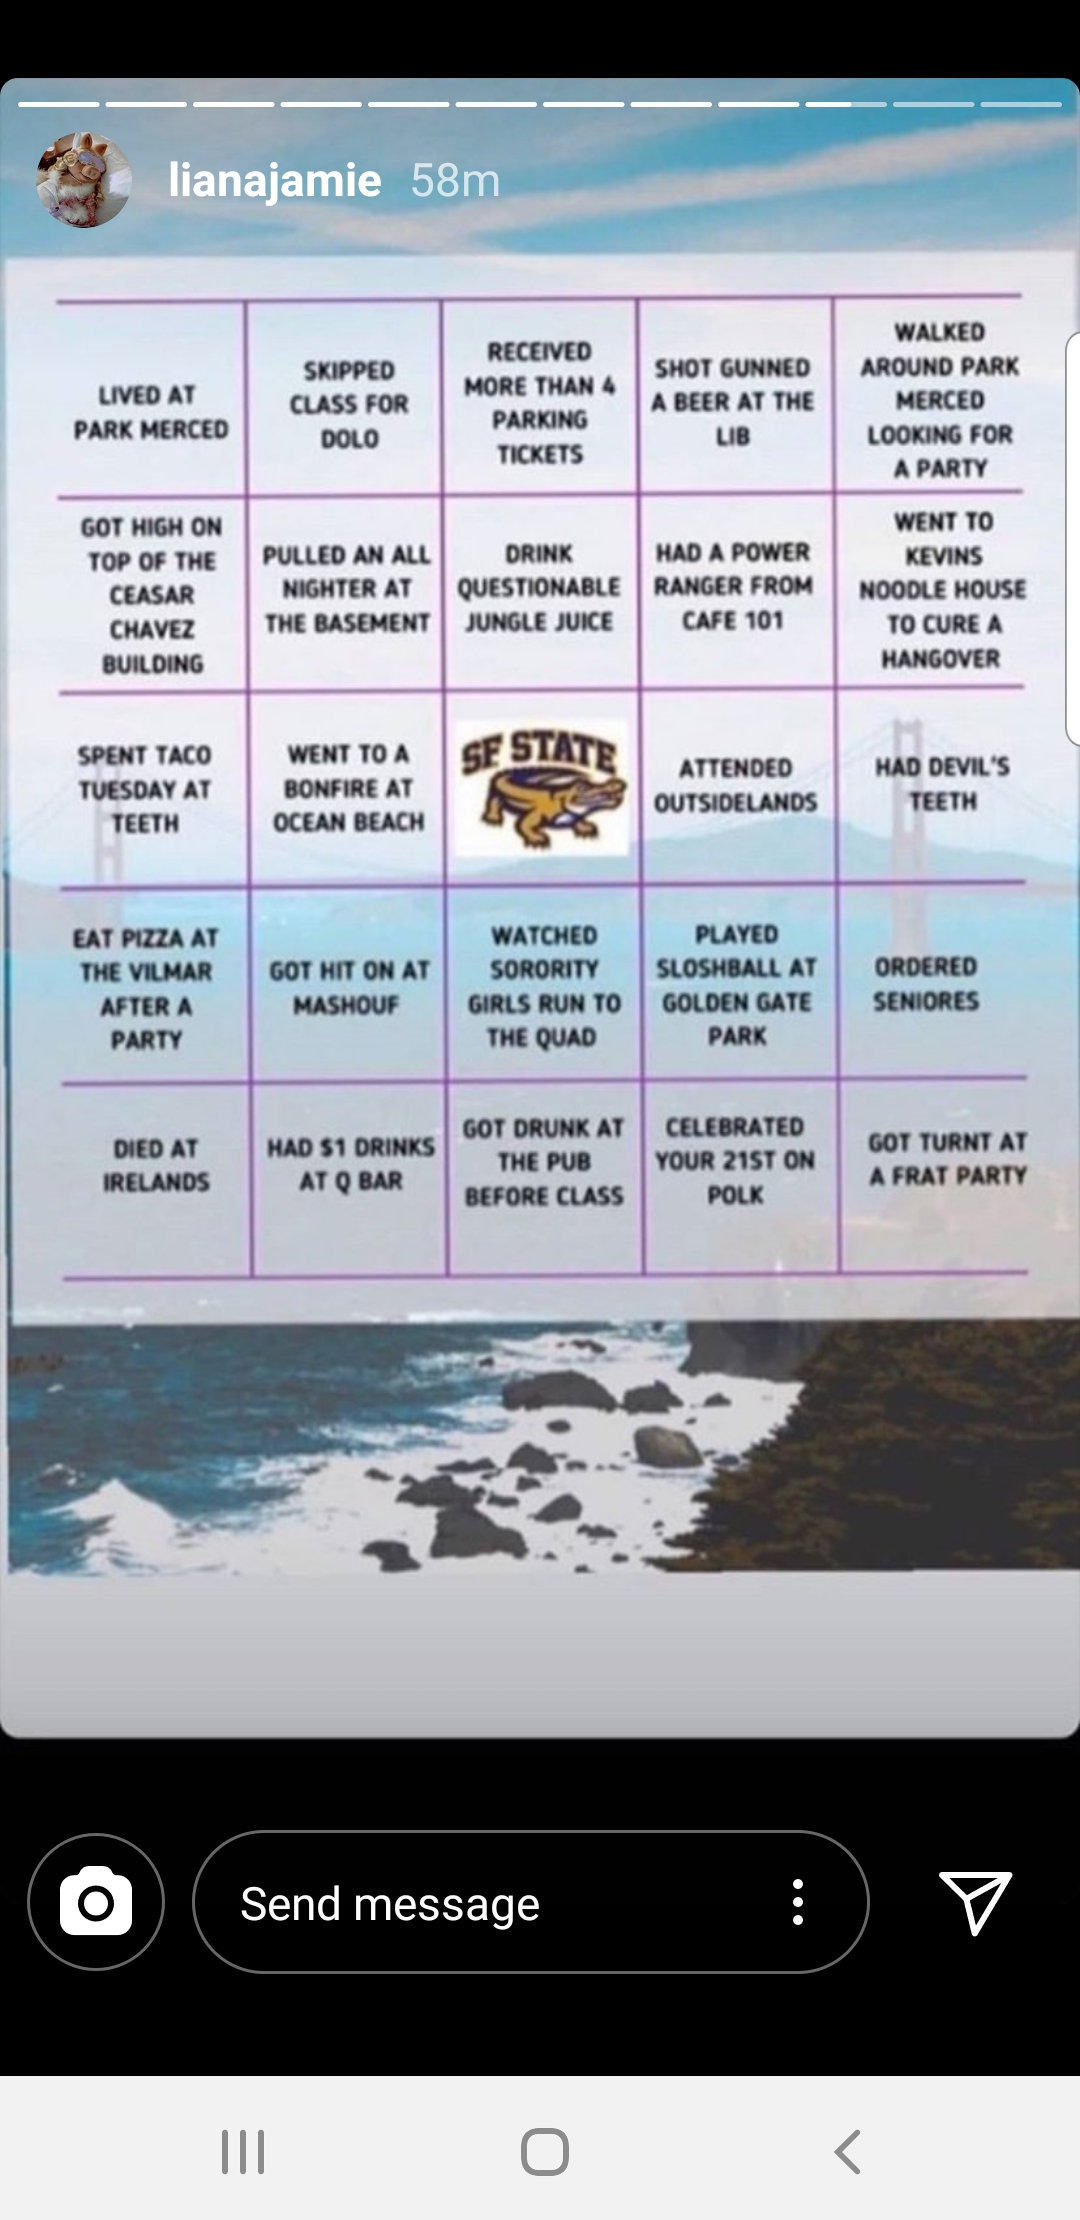 lianajamie 58m
LIVED AT
PARK MERCED
SKIPPED
CLASS FOR
DOLO
RECEIVED
MORE THAN 4
PARKING
TICKETS
SHOT GUNNED
A BEER AT THE
LIB
WALKED
AROUND PARK
MERCED
LOOKING FOR
A PARTY
GOT HIGH ON
TOP OF THE
CEASAR
CHAVEZ
BUILDING
PULLED AN ALL
NIGHTER AT
THE BASEMENT
DRINK
QUESTIONABLE
JUNGLE JUICE
HAD A POWER
RANGER FROM
CAFE 101
WENT TO
KEVINS
NOODLE HOUSE
TO CURE A
HANGOVER
SPENT TACO
TUESDAY AT
TEETH
WENT TO A
BONFIRE AT
OCEAN BEACH
SF STATE
ATTENDED
OUTSIDELANDS
HAD DEVIL'S
TEETH
EAT PIZZA AT
THE VILMAR
AFTER A
PARTY
GOT HIT ON AT
MASHOUF
WATCHED
SORORITY
GIRLS RUN TO
THE QUAD
PLAYED
SLOSHBALL AT
GOLDEN GATE
PARK
ORDERED
SENIORES
DIED AT
IRELANDS
HAD $1 DRINKS
AT Q BAR
GOT DRUNK AT
THE PUB
BEFORE CLASS
CELEBRATED
YOUR 21ST ON
POLK
GOT TURNT AT
A FRAT PARTY
Send message